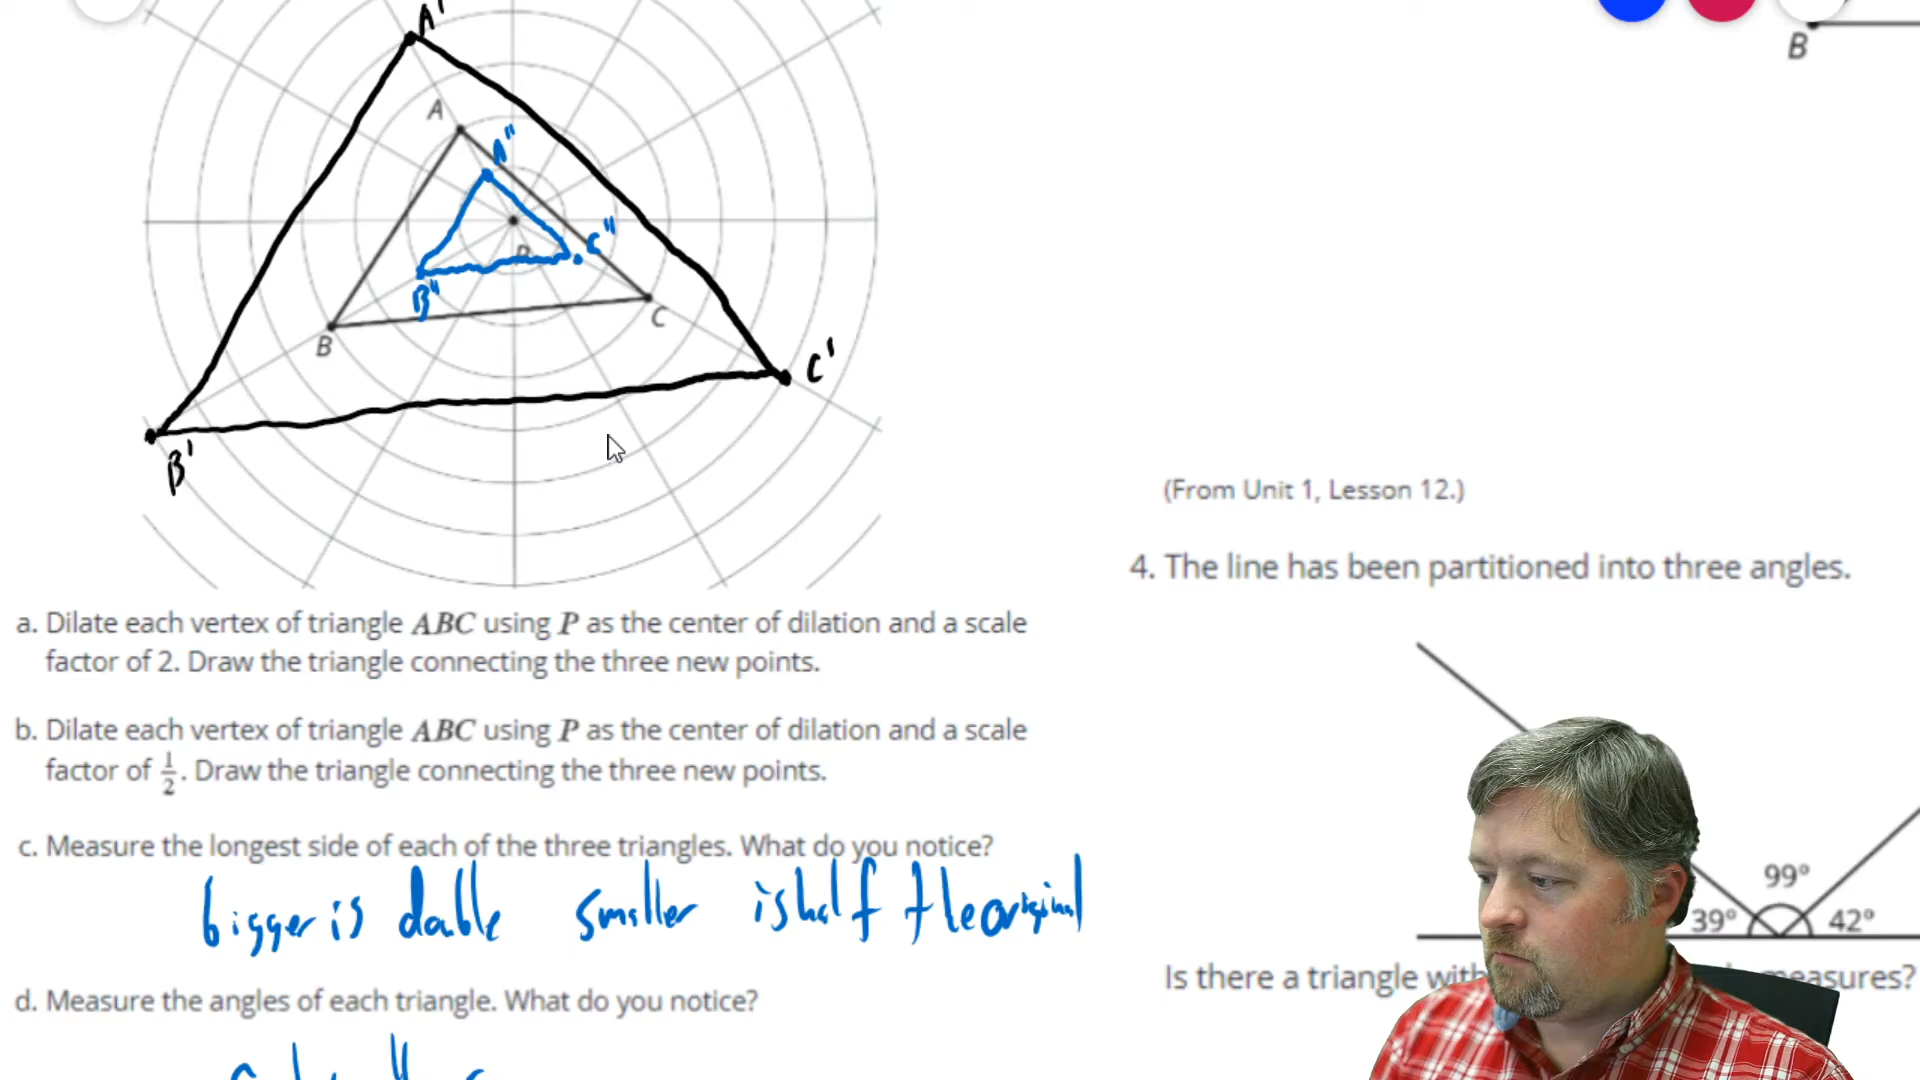 A'
A
A"
C"
B"
C
B
C'
B'
a. Dilate each vertex of triangle ABC using P as the center of dilation and a scale
factor of 2. Draw the triangle connecting the three new points.
b. Dilate each vertex of triangle ABC using P as the center of dilation and a scale
factor of 1/2. Draw the triangle connecting the three new points.
c. Measure the longest side of each of the three triangles. What do you notice?
bigger is dable smaller is half the original
d. Measure the angles of each triangle. What do you notice?
B
(From Unit 1, Lesson 12.)
4. The line has been partitioned into three angles.
99°
39°
42°
Is there a triangle with measures?